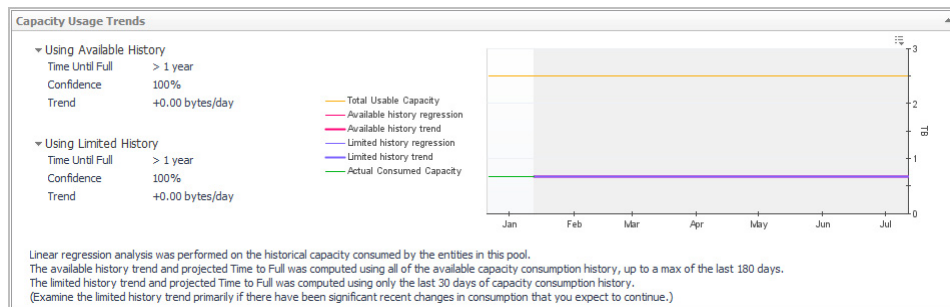 Capacity Usage Trends
Using Available History
Time Until Full > 1 year
Confidence 100%
Trend +0.00 bytes/day
Using Limited History
Time Until Full > 1 year
Confidence 100%
Trend +0.00 bytes/day
Total Usable Capacity
Available history regression
Available history trend
Limited history regression
Limited history trend
Actual Consumed Capacity
3
2
TB
1
0
Jan Feb Mar Apr May Jun Jul
Linear regression analysis was performed on the historical capacity consumed by the entities in this pool.
The available history trend and projected Time to Full was computed using all of the available capacity consumption history, up to a max of the last 180 days.
The limited history trend and projected Time to Full was computed using only the last 30 days of capacity consumption history.
(Examine the limited history trend primarily if there have been significant recent changes in consumption that you expect to continue.)